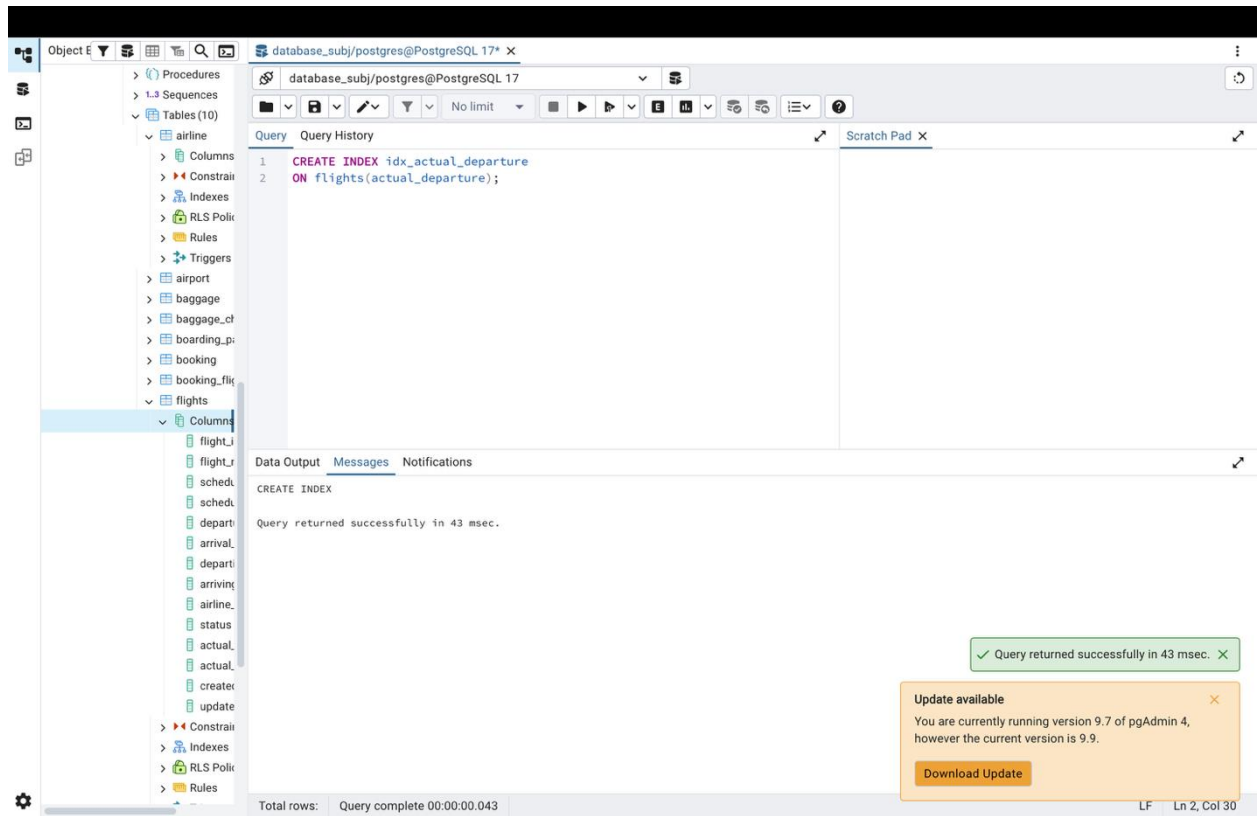 Object E
database_subj/postgres@PostgreSQL 17*
Procedures
1..3 Sequences
Tables (10)
airline
Columns
Constrain
Indexes
RLS Polic
Rules
Triggers
airport
baggage
baggage_ch
boarding_pa
booking
booking_flig
flights
Columns
flight_i
flight_n
schedu
schedu
depart
arrival_
departi
arriving
airline_
status
actual_
actual_
created
update
Constrain
Indexes
RLS Polic
Rules
database_subj/postgres@PostgreSQL 17
No limit
E
Query Query History
Scratch Pad
1 CREATE INDEX idx_actual_departure
2 ON flights(actual_departure);
Data Output Messages Notifications
CREATE INDEX
Query returned successfully in 43 msec.
Query returned successfully in 43 msec.
Update available
You are currently running version 9.7 of pgAdmin 4,
however the current version is 9.9.
Download Update
Total rows: Query complete 00:00:00.043 LF Ln 2, Col 30